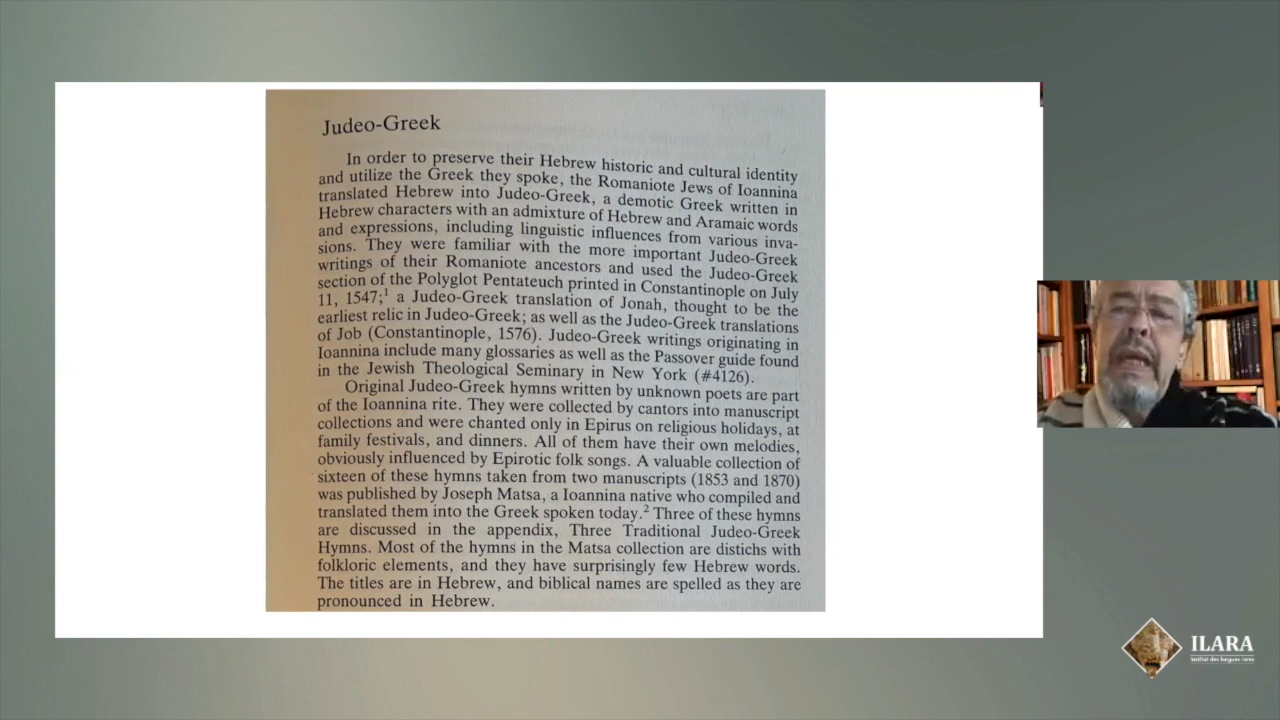 Judeo-Greek
In order to preserve their Hebrew historic and cultural identity
and utilize the Greek they spoke, the Romaniote Jews of Ioannina
translated Hebrew into Judeo-Greek, a demotic Greek written in
Hebrew characters with an admixture of Hebrew and Aramaic words
and expressions, including linguistic influences from various inva-
sions. They were familiar with the more important Judeo-Greek
writings of their Romaniote ancestors and used the Judeo-Greek
section of the Polyglot Pentateuch printed in Constantinople on July
11, 1547;¹ a Judeo-Greek translation of Jonah, thought to be the
earliest relic in Judeo-Greek; as well as the Judeo-Greek translations
of Job (Constantinople, 1576). Judeo-Greek writings originating in
Ioannina include many glossaries as well as the Passover guide found
in the Jewish Theological Seminary in New York (#4126).
Original Judeo-Greek hymns written by unknown poets are part
of the Ioannina rite. They were collected by cantors into manuscript
collections and were chanted only in Epirus on religious holidays, at
family festivals, and dinners. All of them have their own melodies,
obviously influenced by Epirotic folk songs. A valuable collection of
sixteen of these hymns taken from two manuscripts (1853 and 1870)
was published by Joseph Matsa, a Ioannina native who compiled and
translated them into the Greek spoken today.² Three of these hymns
are discussed in the appendix, Three Traditional Judeo-Greek
Hymns. Most of the hymns in the Matsa collection are distichs with
folkloric elements, and they have surprisingly few Hebrew words.
The titles are in Hebrew, and biblical names are spelled as they are
pronounced in Hebrew.
ILARA
institut des langues rares